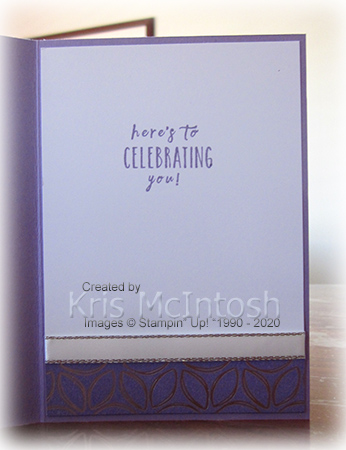 here's to
CELEBRATING
you!
Created by
Kris McIntosh
Images © Stampin' Up! °1990 - 2020